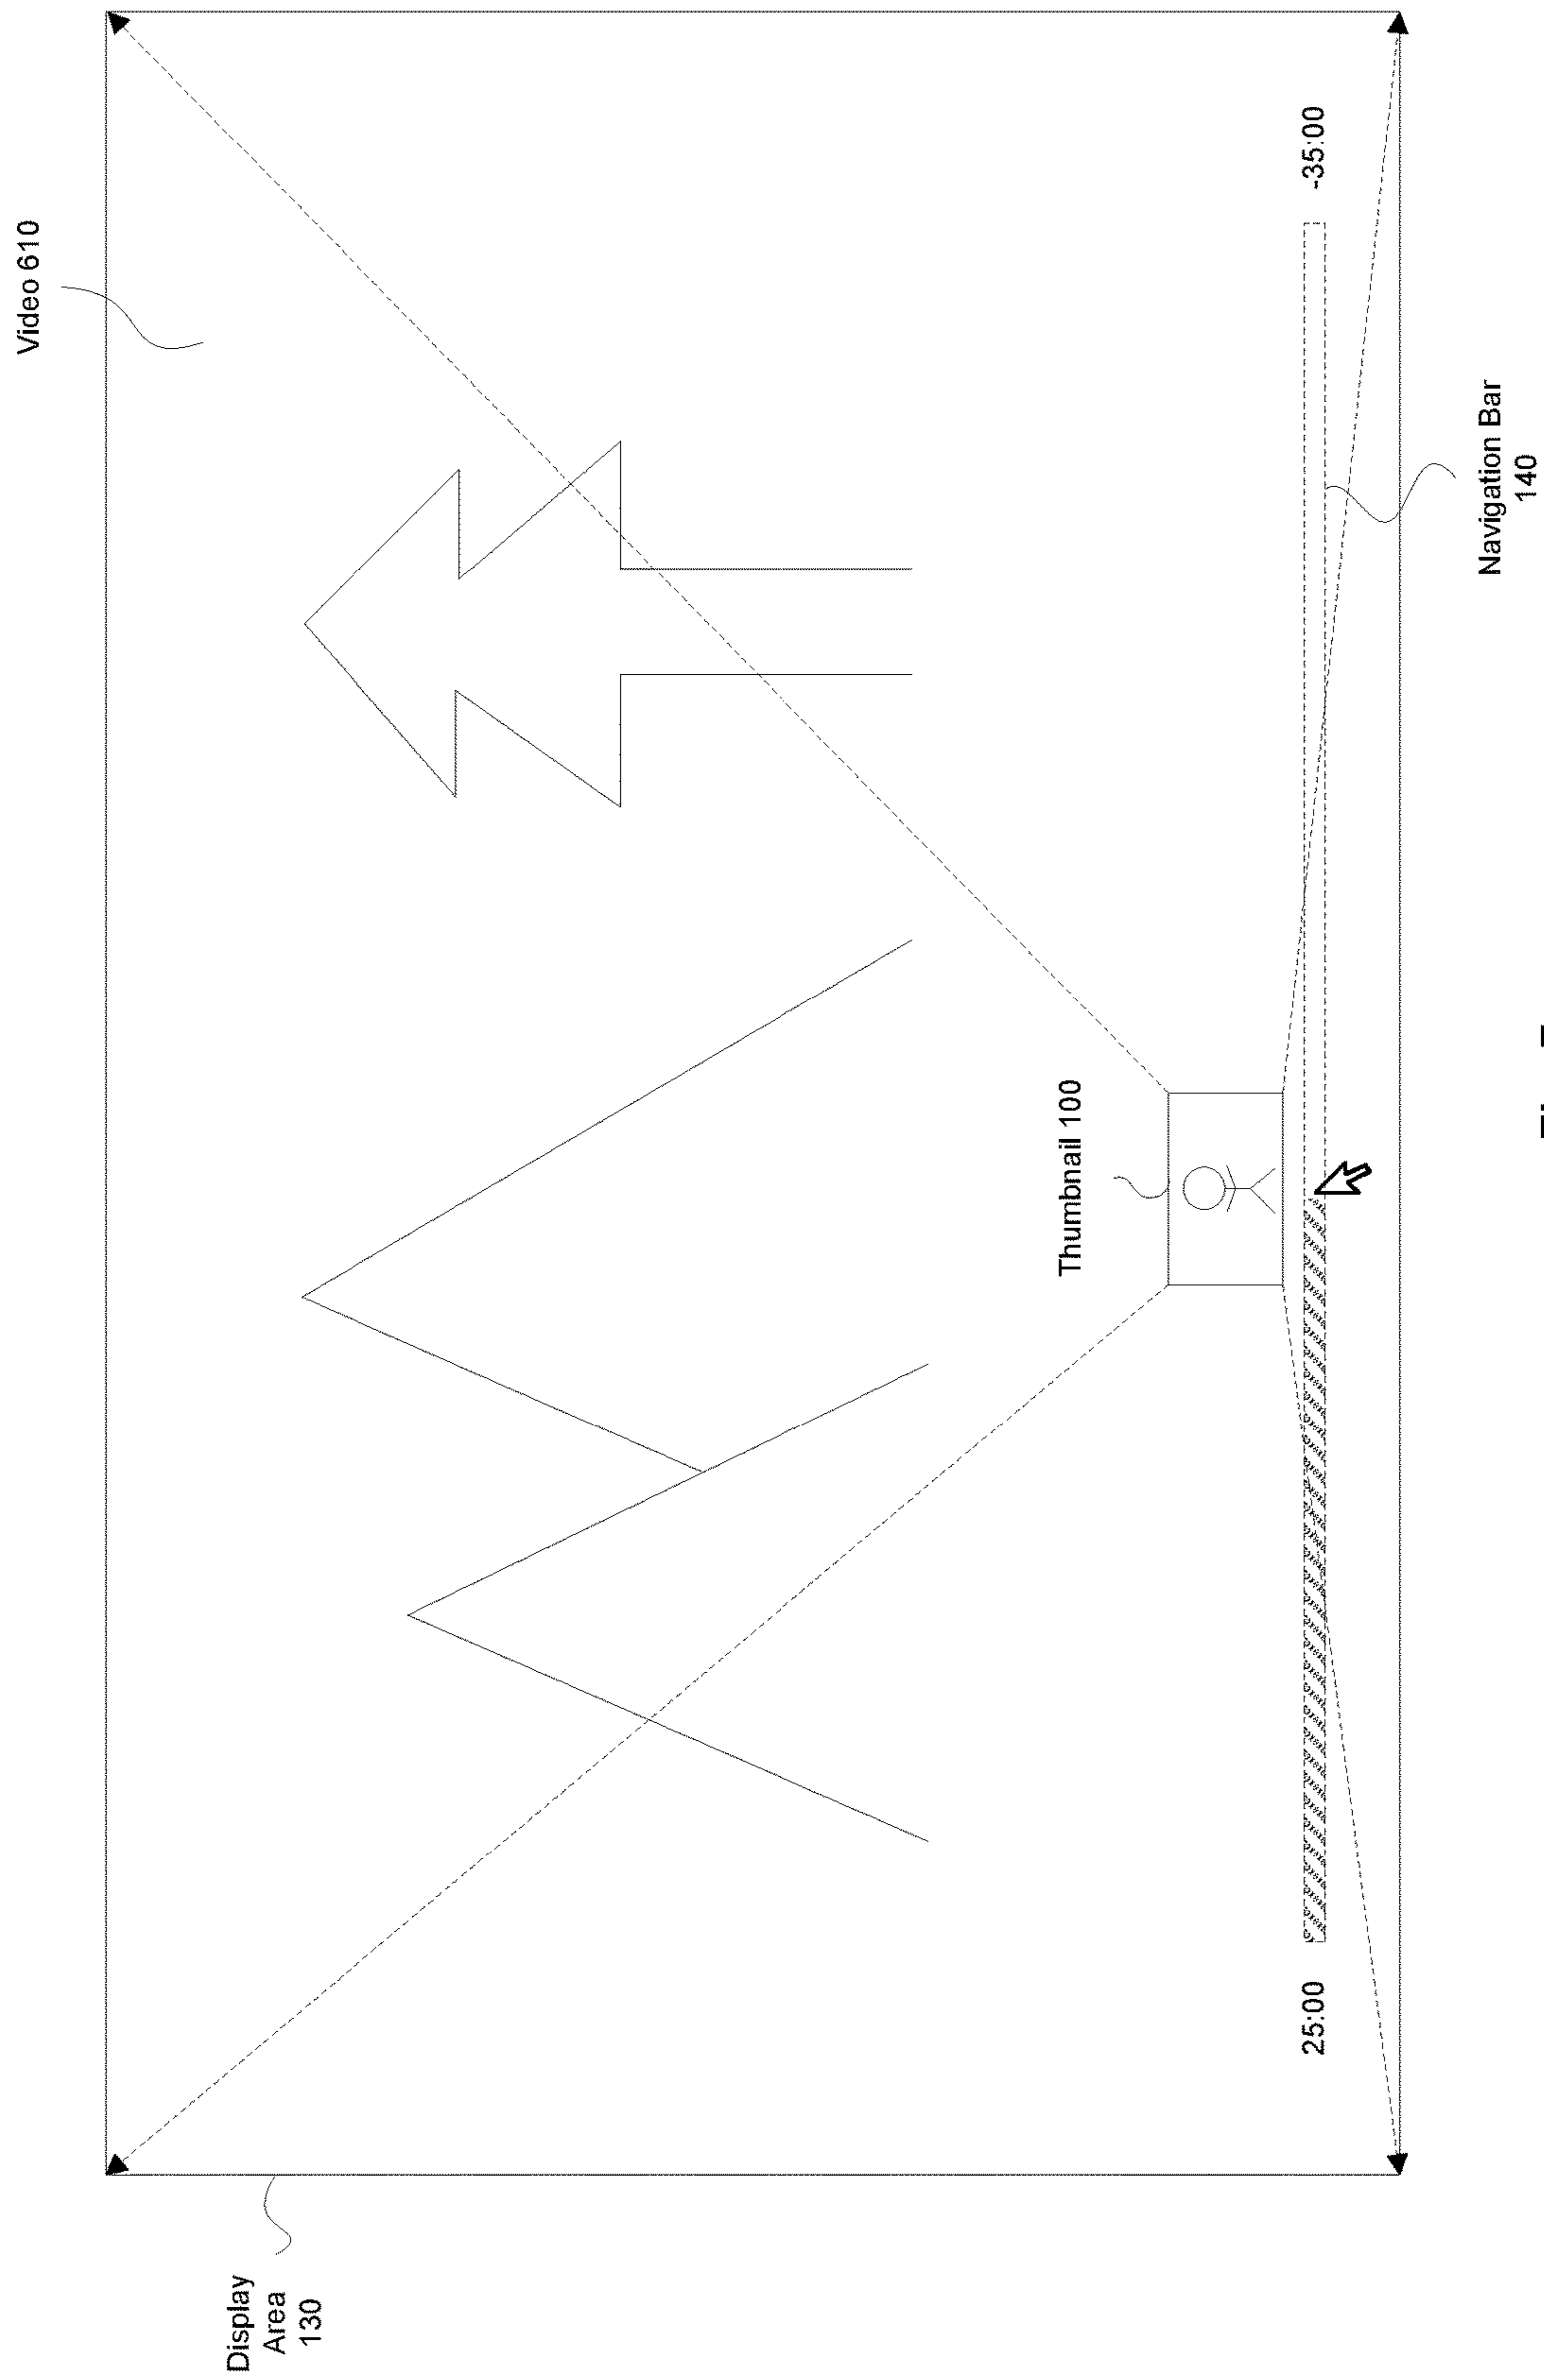 Video 610
Display
Area
130
Thumbnail 100
25:00
-35:00
Navigation Bar
140